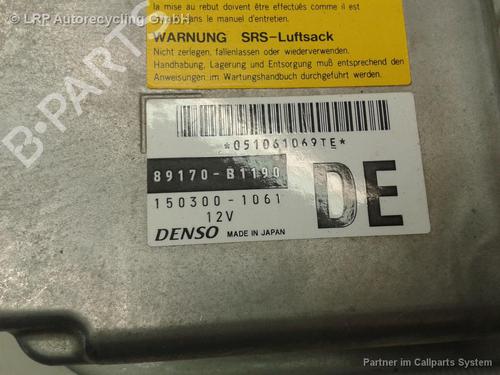 LRP Autorecycling GmbH
la mise au rebut doivent être effectués comme il est
dans le manuel d'entretien.
WARNUNG SRS-Luftsack
Nicht zerlegen, fallenlassen oder wiederverwenden.
Handhabung, Lagerung und Entsorgung muß entsprechend den
Anweisungen im Wartungshandbuch durchgeführt werden.
B-PARTS
*051061069TE*
89170-B1190
150300-1061
12V
DE
DENSO MADE IN JAPAN
Partner im Callparts System